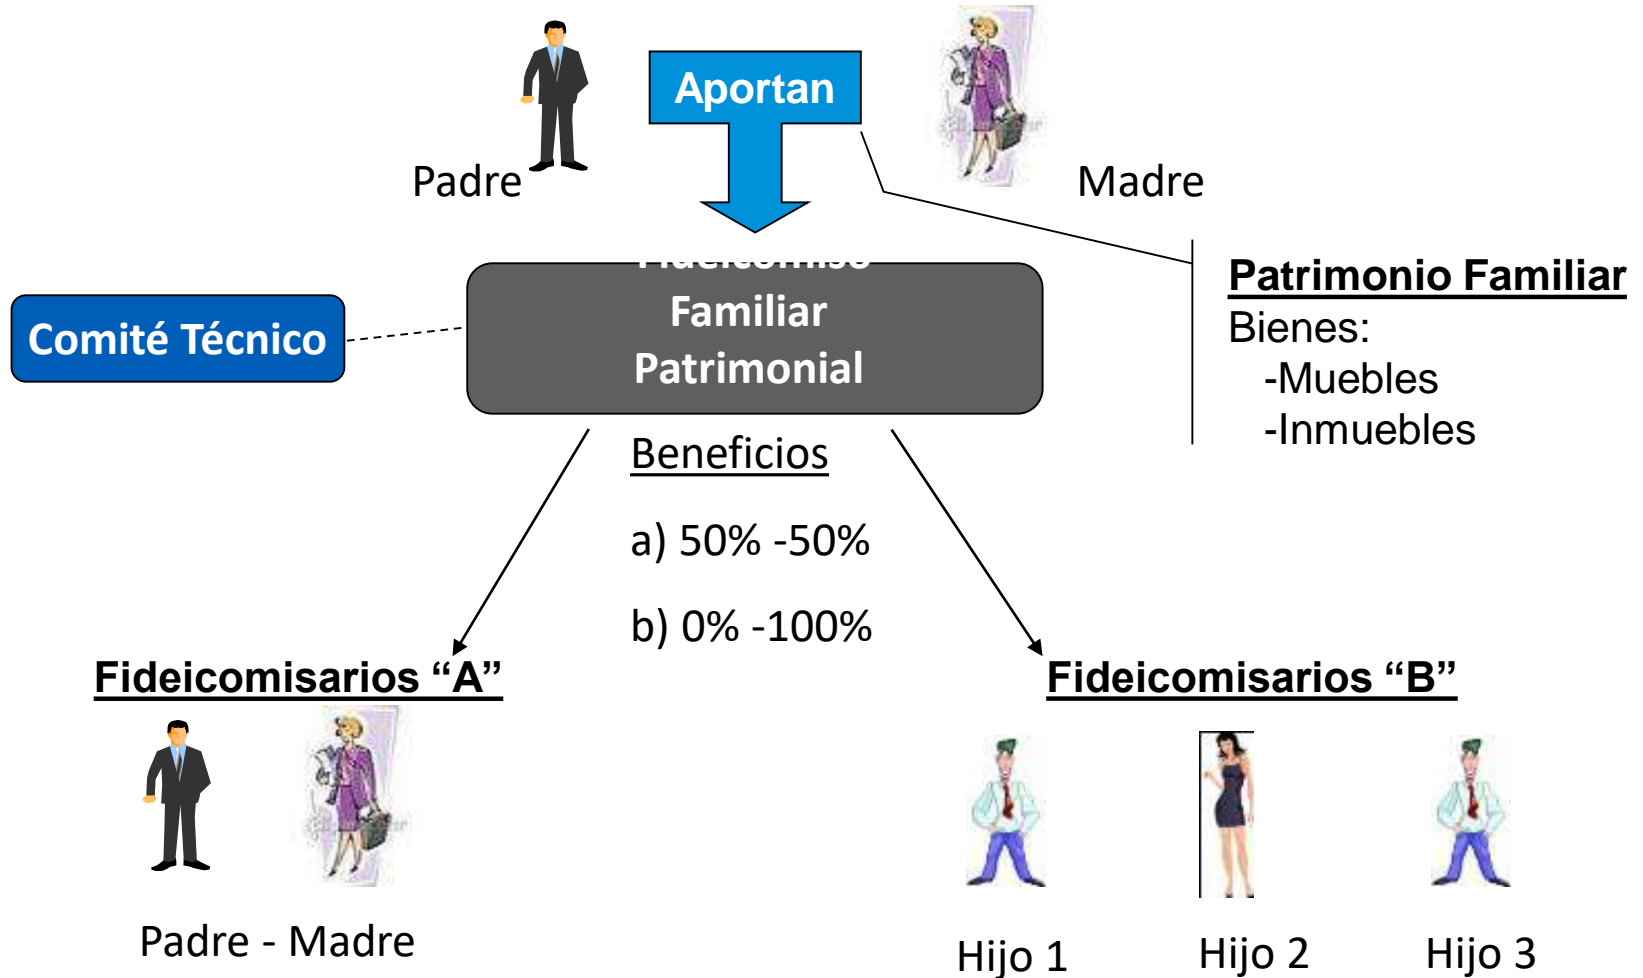 Aportan
Padre
Madre
Fideicomiso
Familiar
Patrimonial
Comité Técnico
Patrimonio Familiar
Bienes:
-Muebles
-Inmuebles
Beneficios
a) 50% -50%
b) 0% -100%
Fideicomisarios “A”
Fideicomisarios “B”
Padre - Madre
Hijo 1
Hijo 2
Hijo 3